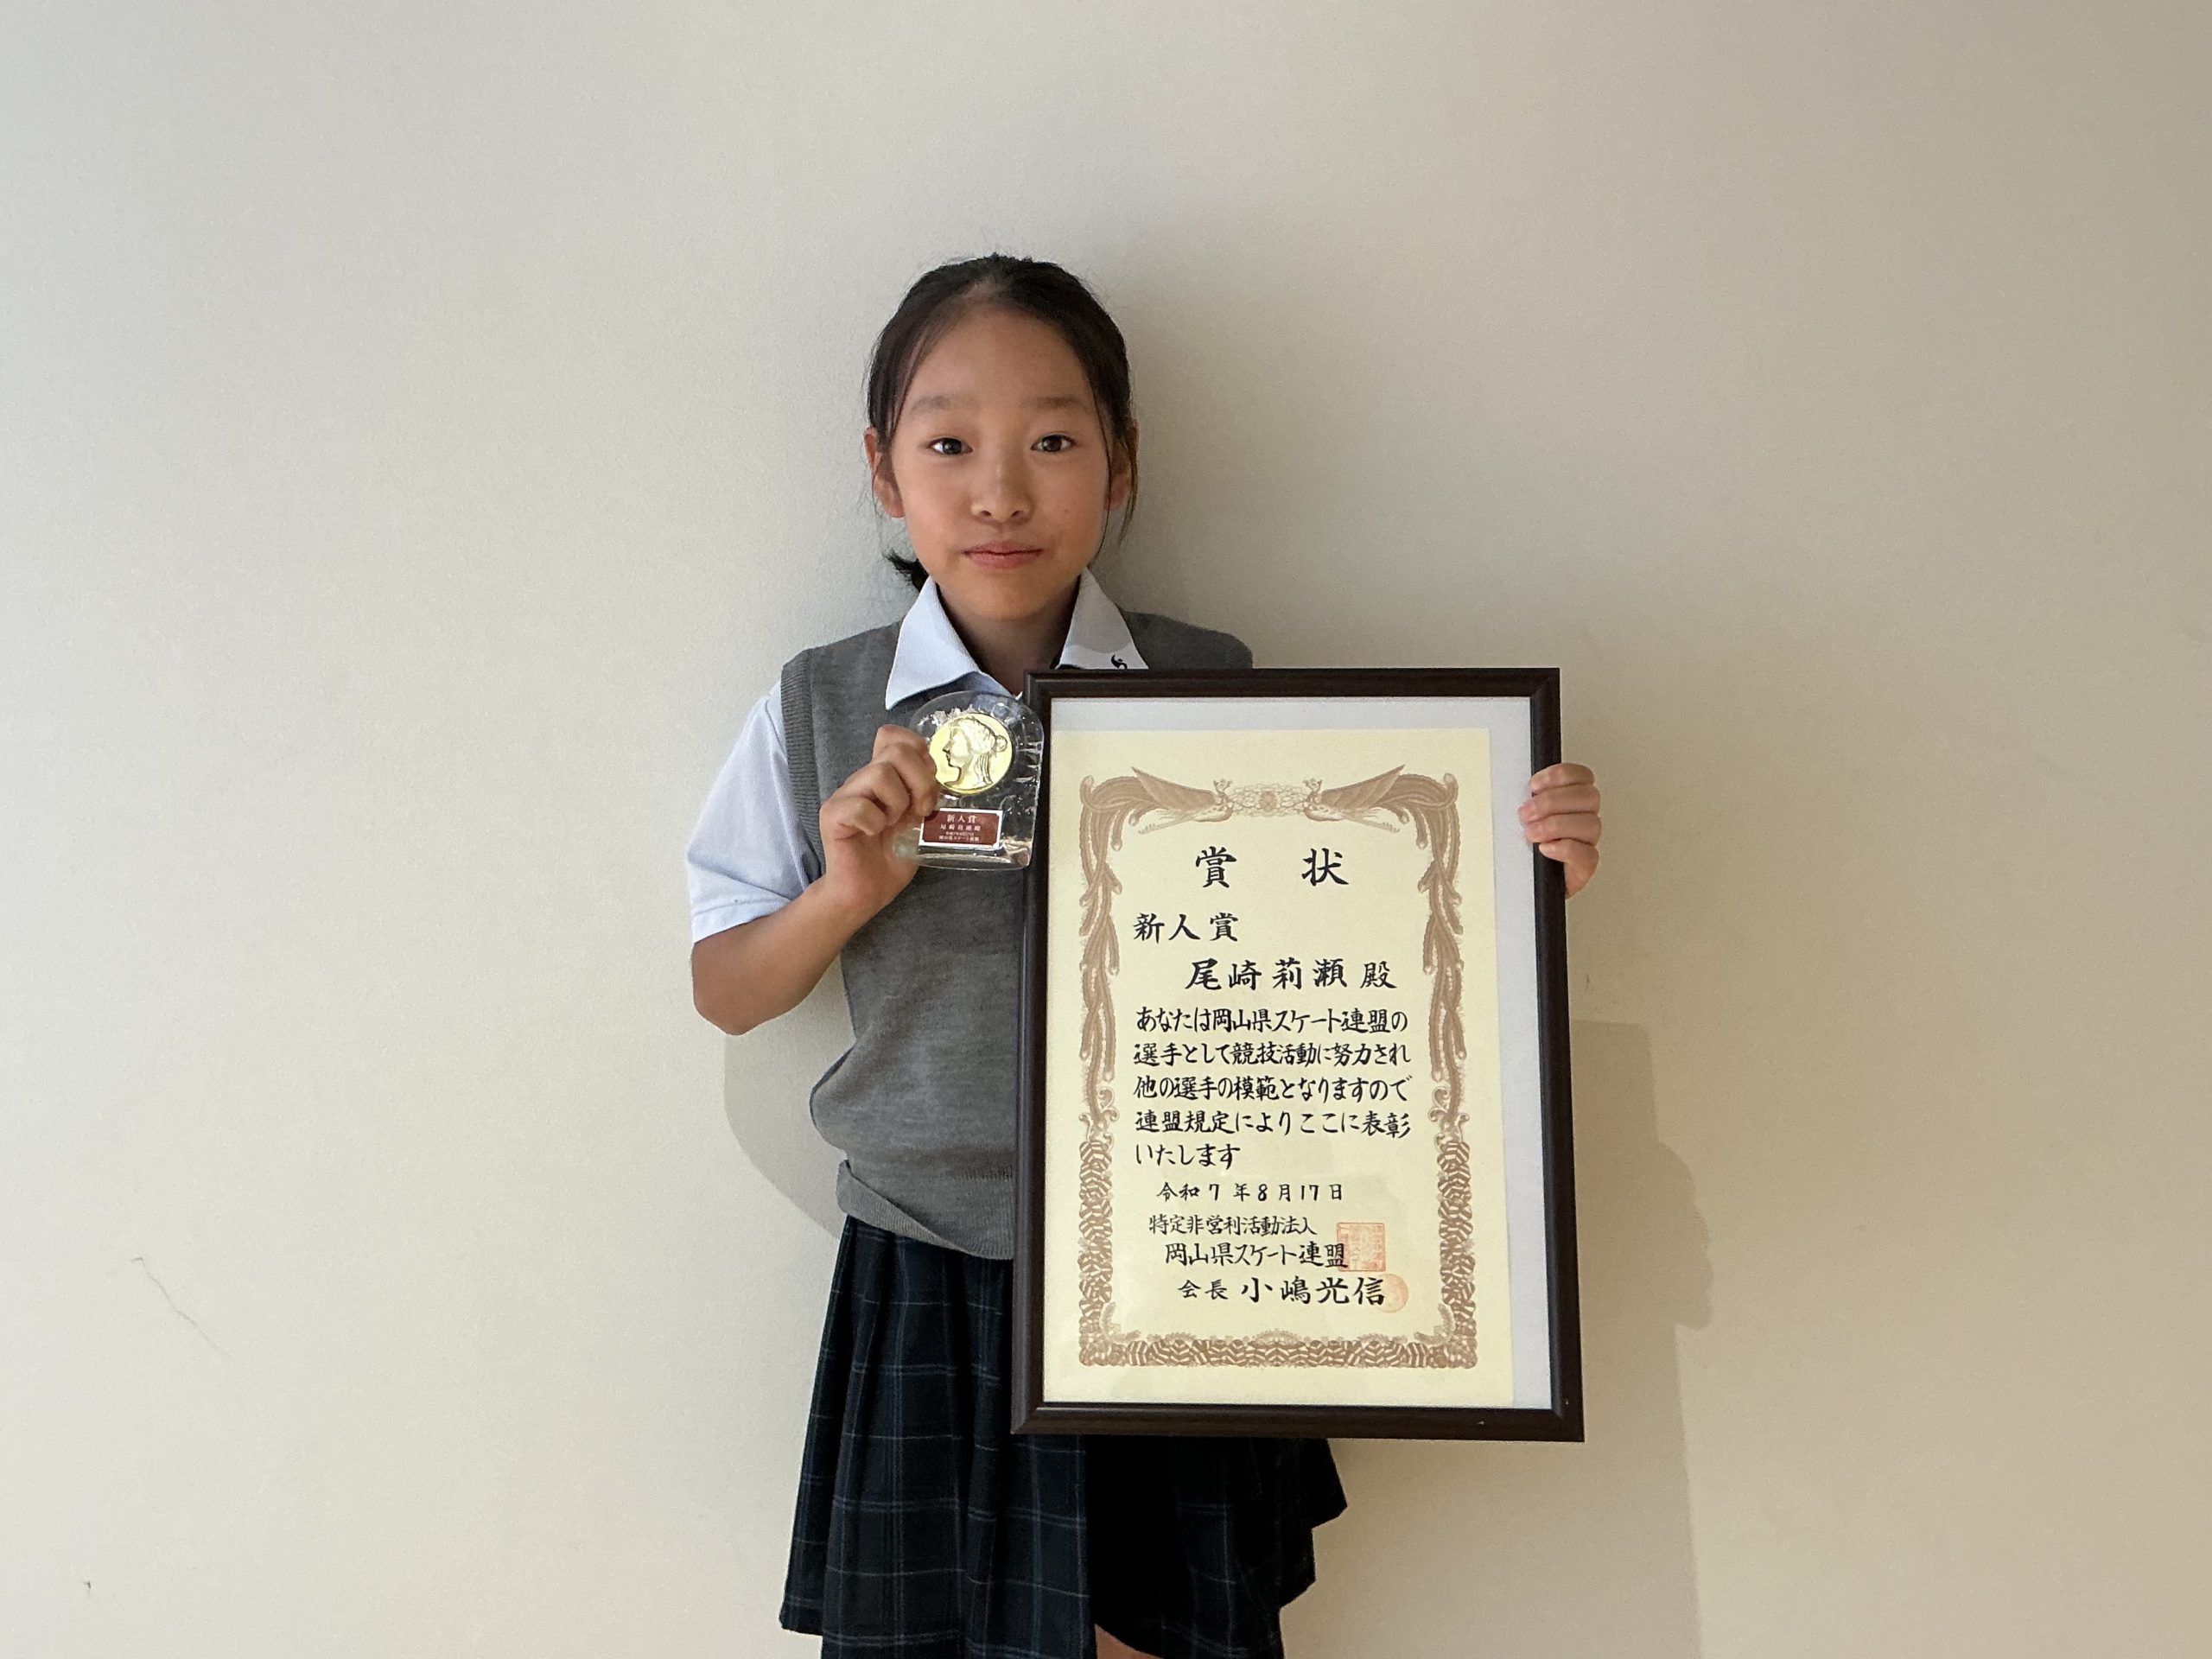 新人賞
尾崎莉瀬殿
賞 状
新人賞
尾崎莉瀬 殿
あなたは岡山県スケート連盟の
選手として競技活動に努力され
他の選手の模範となりますので
連盟規定によりここに表彰
いたします
令和7年8月17日
特定非営利活動法人
岡山県スケート連盟
会長 小嶋光信